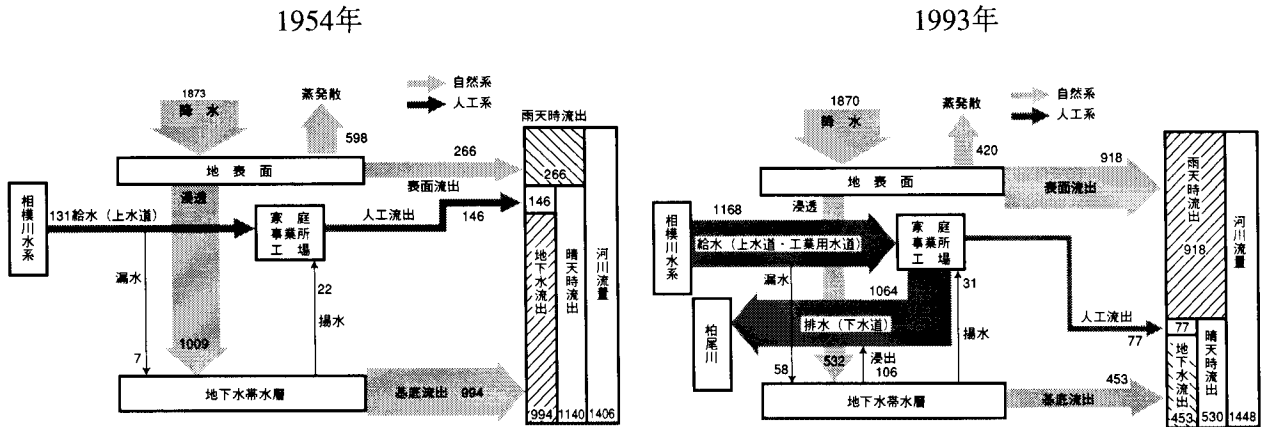 1954年
1873
降水
蒸発散
598
自然系
人工系
雨天時流出
地表面
266
表面流出
266
浸透
相模川水系
131給水（上水道）
家庭
事業所
工場
人工流出
146
146
漏水
22
揚水
7
1009
地下水帯水層
基底流出 994
地下水流出
晴天時流出
河川流量
994
1140
1406
1993年
1870
降水
蒸発散
420
自然系
人工系
地表面
918
表面流出
雨天時流出
918
河川流量
相模川水系
1168
浸透
給水（上水道・工業用水道）
家庭
事業所
工場
1064
31
漏水
排水（下水道）
揚水
柏尾川
人工流出
77
77
532
浸出
106
58
地下水帯水層
453
基底流出
地下水流出
晴天時流出
453
530
1448